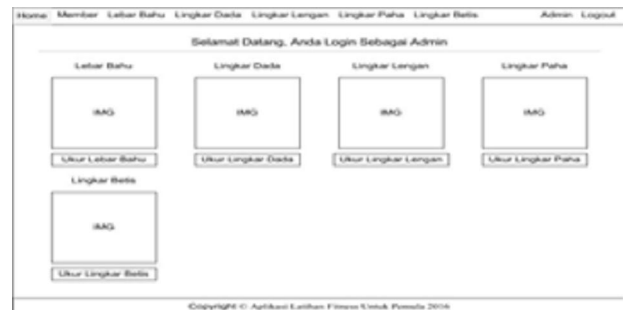 Home Member Lebar Bahu Lingkar Dada Lingkar Lengan Lingkar Paha Lingkar Betis Admin Logout
Selamat Datang, Anda Login Sebagai Admin
Lebar Bahu Lingkar Dada Lingkar Lengan Lingkar Paha
IMG IMG IMG IMG
Ukur Lebar Bahu Ukur Lingkar Dada Ukur Lingkar Lengan Ukur Lingkar Paha
Lingkar Betis
IMG
Ukur Lingkar Betis
Copyright © Aplikasi Latihan Fitness Untuk Pemula 2016